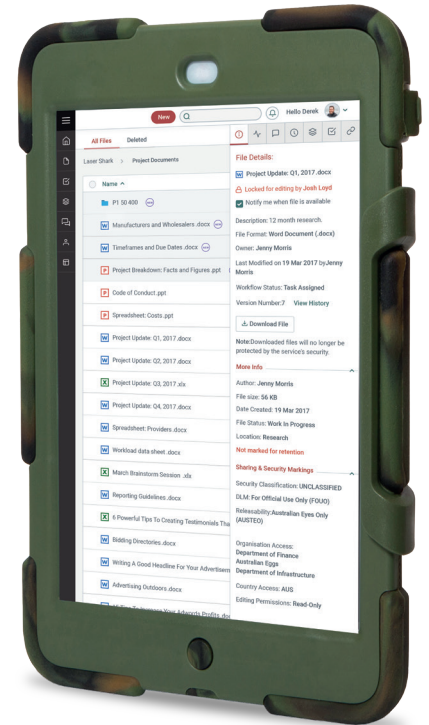 New
Hello Derek
All Files Deleted
Laxer Shark > Project Documents
Name
P1 50 400
Manufacturers and Wholesalers .docx
Timeframes and Due Dates .docx
Project Breakdown: Facts and Figures .ppt
Code of Conduct .ppt
Spreadsheet: Costs .ppt
Project Update: Q1, 2017.docx
Project Update: Q2, 2017.docx
Project Update: Q3, 2017.xlx
Project Update: Q4, 2017.docx
Spreadsheet: Providers .docx
Workload data sheet .docx
March Brainstorm Session .xlx
Reporting Guidelines .docx
6 Powerful Tips To Creating Testimonials Tha
Bidding Directories .docx
Writing A Good Headline For Your Advertisem
Advertising Outdoors .docx
To Increase Your Adwords Profits .doc
File Details:
Project Update: Q1, 2017.docx
Locked for editing by Josh Loyd
Notify me when file is available
Description: 12 month research.
File Format: Word Document (.docx)
Owner: Jenny Morris
Last Modified on 19 Mar 2017 byJenny
Morris
Workflow Status: Task Assigned
Version Number:7 View History
Download File
Note:Downloaded files will no longer be
protected by the service's security.
More info
Author: Jenny Morris
File size: 56 KB
Date Created: 19 Mar 2017
File Status: Work In Progress
Location: Research
Not marked for retention
Sharing & Security Markings
Security Classification: UNCLASSIFIED
DLM: For Official Use Only (FOUO)
Releasability:Australian Eyes Only
(AUSTEO)
Organisation Access:
Department of Finance
Australian Eggs
Department of Infrastructure
Country Access: AUS
Editing Permissions: Read-Only